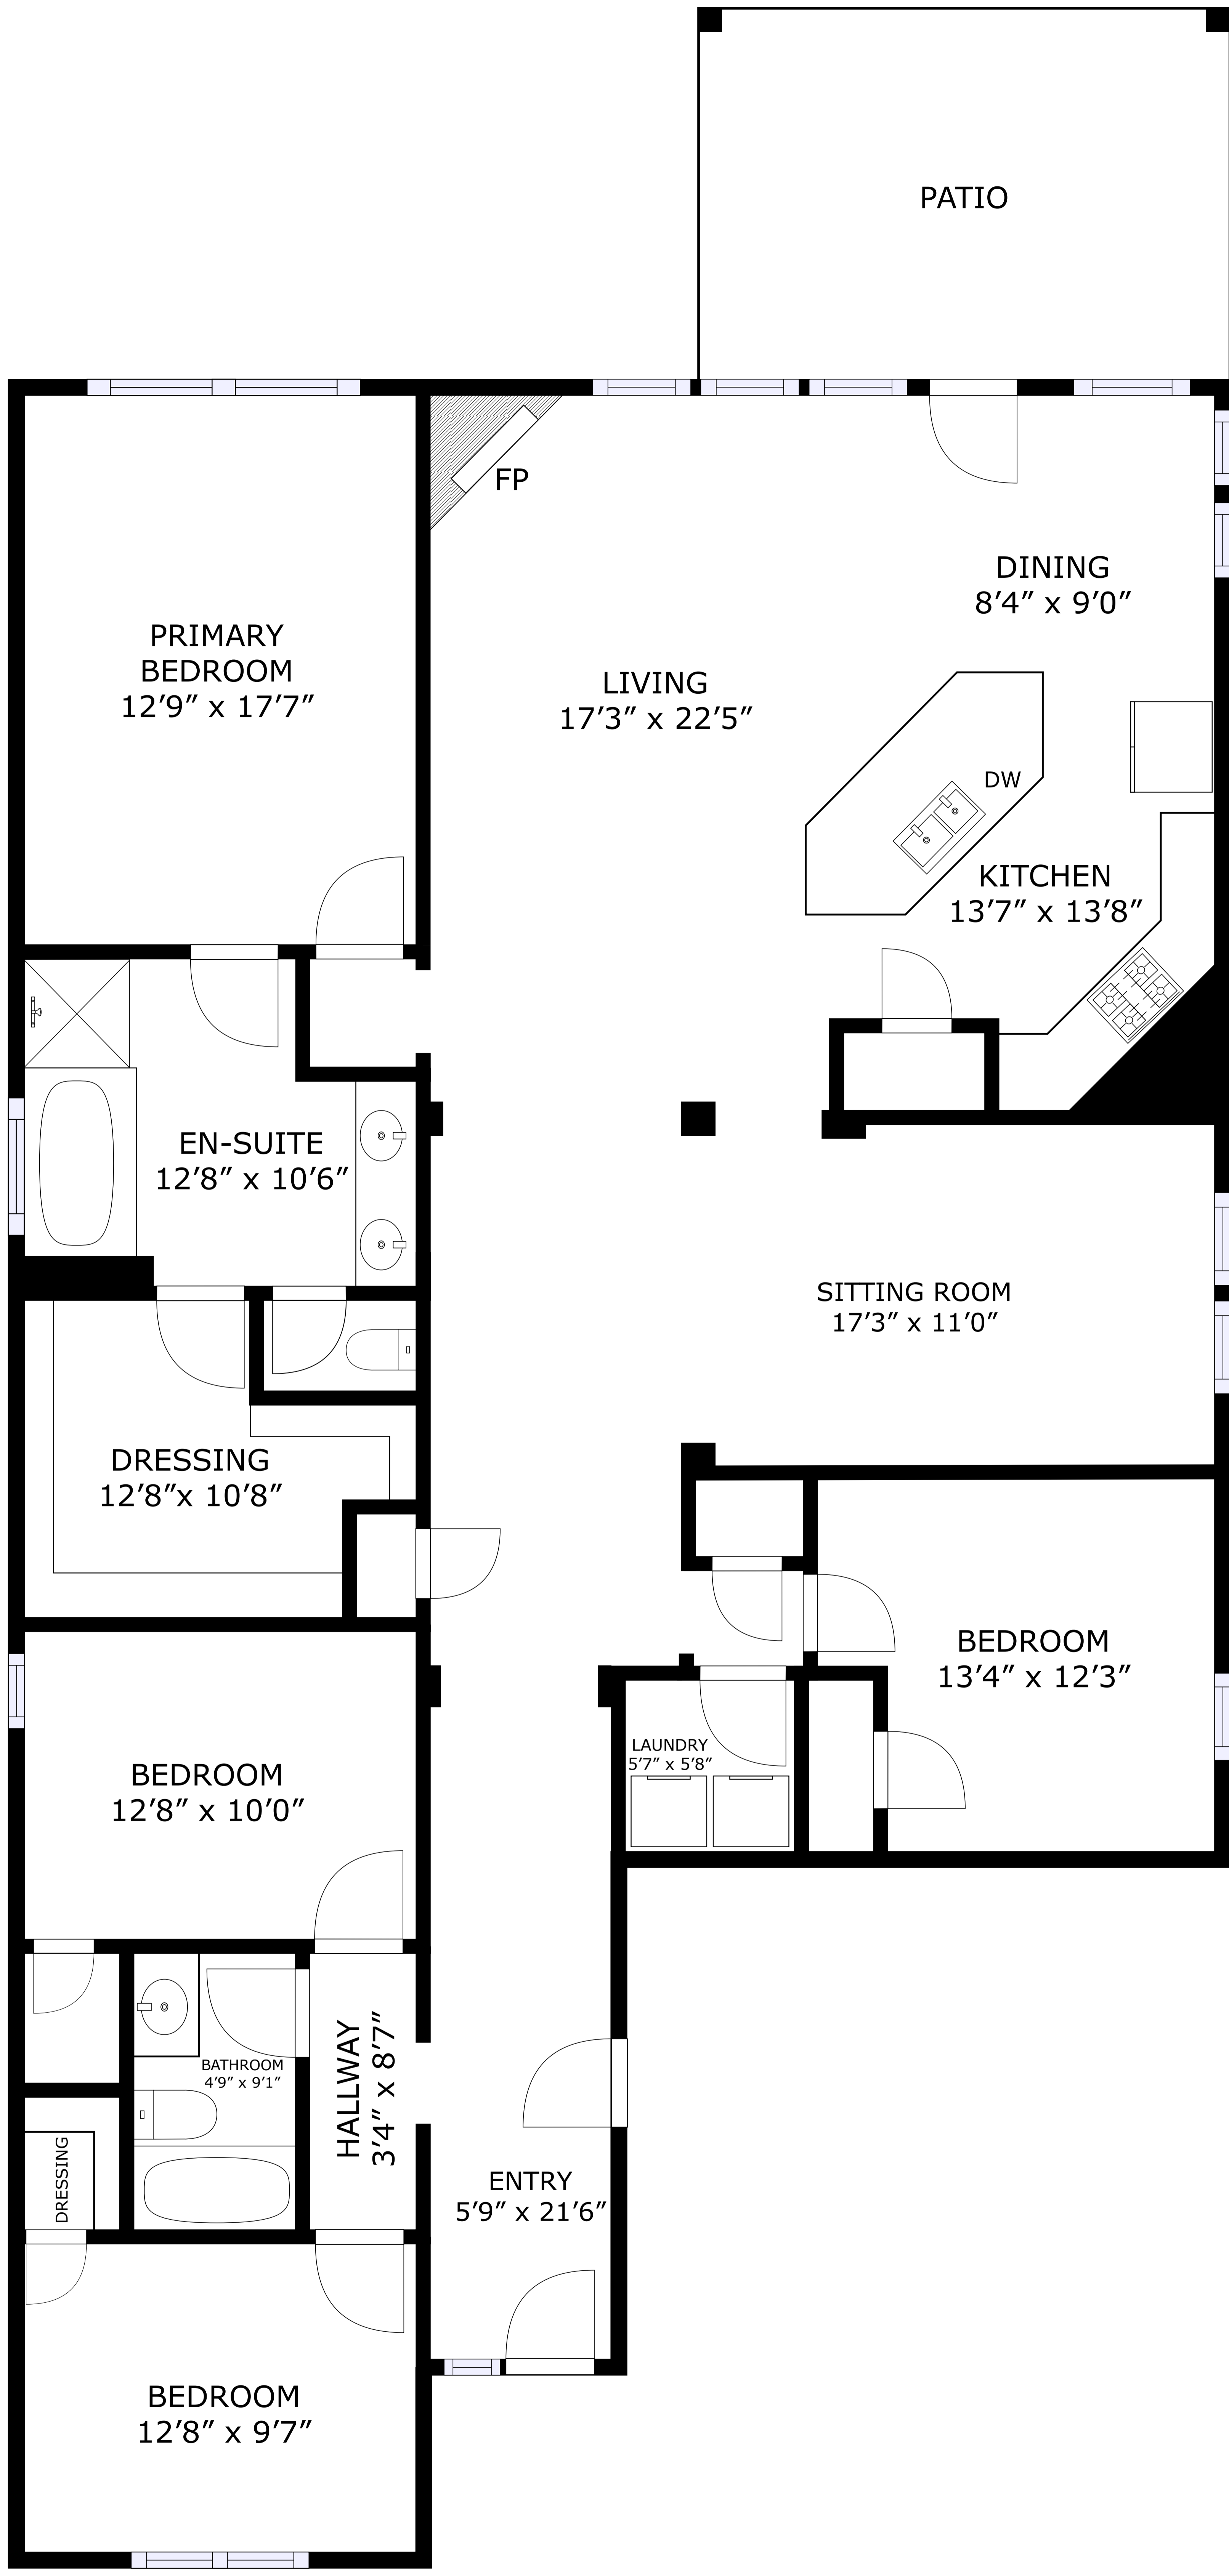 PATIO
FP
DINING
8’4” x 9’0”
PRIMARY
BEDROOM
12’9” x 17’7”
LIVING
17’3” x 22’5”
DW
KITCHEN
13’7” x 13’8”
EN-SUITE
12’8” x 10’6”
SITTING ROOM
17’3” x 11’0”
DRESSING
12’8”x 10’8”
BEDROOM
13’4” x 12’3”
LAUNDRY
5’7” x 5’8”
BEDROOM
12’8” x 10’0”
BATHROOM
4’9” x 9’1”
HALLWAY
3’4” x 8’7”
DRESSING
ENTRY
5’9” x 21’6”
BEDROOM
12’8” x 9’7”